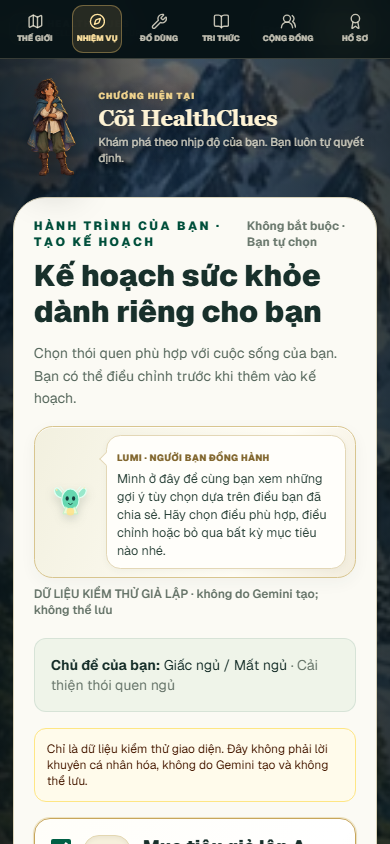 THẾ GIỚI
NHIỆM VỤ
ĐỒ DÙNG
TRI THỨC
CỘNG ĐỒNG
HỒ SƠ
CHƯƠNG HIỆN TẠI
Cõi HealthClues
Khám phá theo nhịp độ của bạn. Bạn luôn tự quyết
định.
HÀNH TRÌNH CỦA BẠN ·
TẠO KẾ HOẠCH
Không bắt buộc ·
Bạn tự chọn
Kế hoạch sức khỏe
dành riêng cho bạn
Chọn thói quen phù hợp với cuộc sống của bạn.
Bạn có thể điều chỉnh trước khi thêm vào kế
hoạch.
LUMI · NGƯỜI BẠN ĐỒNG HÀNH
Mình ở đây để cùng bạn xem những
gợi ý tùy chọn dựa trên điều bạn đã
chia sẻ. Hãy chọn điều phù hợp, điều
chỉnh hoặc bỏ qua bất kỳ mục tiêu
nào nhé.
DỮ LIỆU KIỂM THỬ GIẢ LẬP · không do Gemini tạo;
không thể lưu
Chủ đề của bạn: Giấc ngủ / Mất ngủ · Cải
thiện thói quen ngủ
Chỉ là dữ liệu kiểm thử giao diện. Đây không phải lời
khuyên cá nhân hóa, không do Gemini tạo và không
thể lưu.
Mục tiêu giả lập A